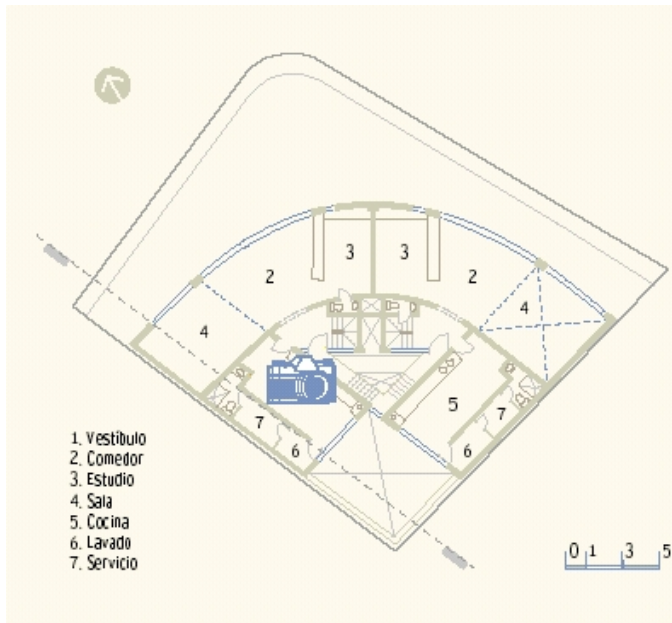 3 3
2 2
4 4
5
7 7
6 6
1. Vestíbulo
2. Comedor
3. Estudio
4. Sala
5. Cocina
6. Lavado
7. Servicio
0 1 3 5